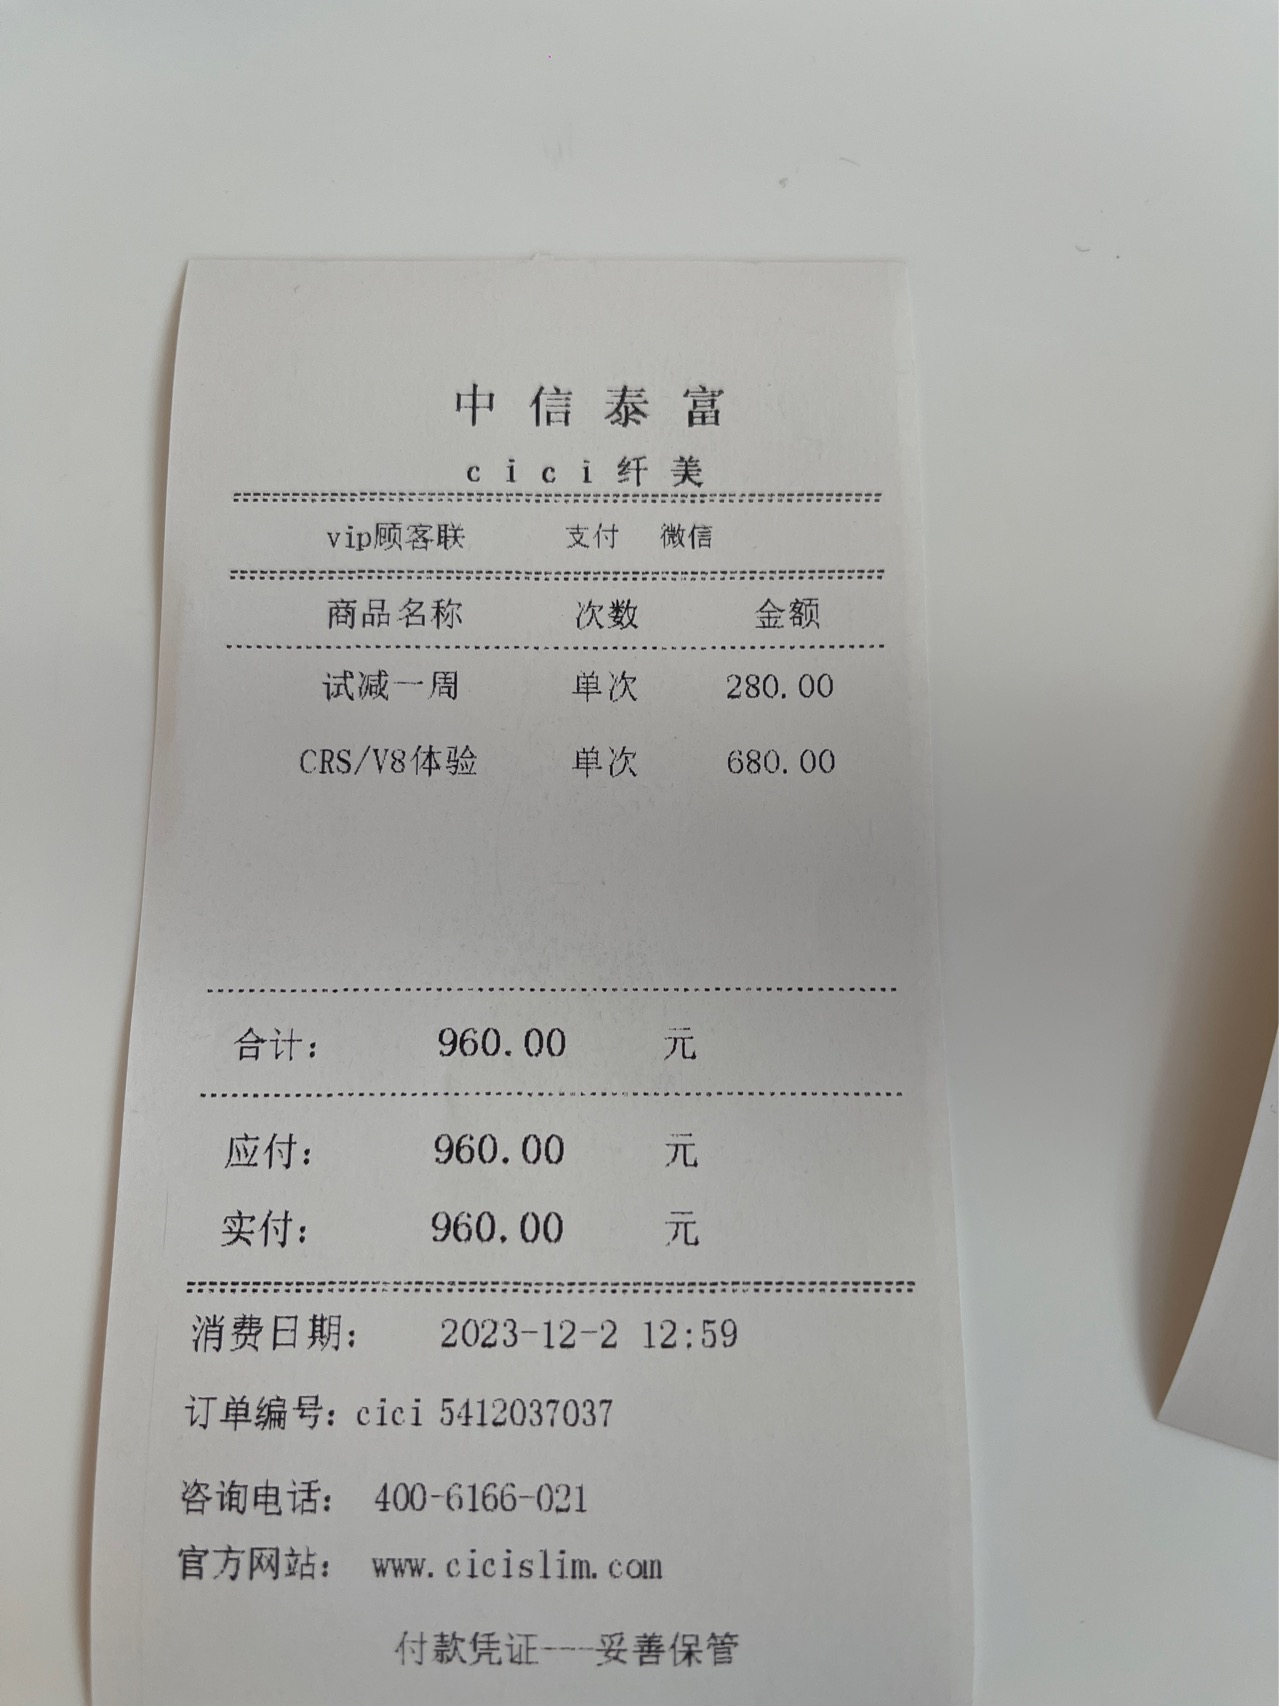 中信泰富
cici纤美
vip顾客联 支付 微信
商品名称 次数 金额
试减一周 单次 280.00
CRS/V8体验 单次 680.00
合计： 960.00 元
应付： 960.00 元
实付： 960.00 元
消费日期： 2023-12-2 12:59
订单编号：cici 5412037037
咨询电话： 400-6166-021
官方网站： www.cicislim.com
付款凭证---妥善保管